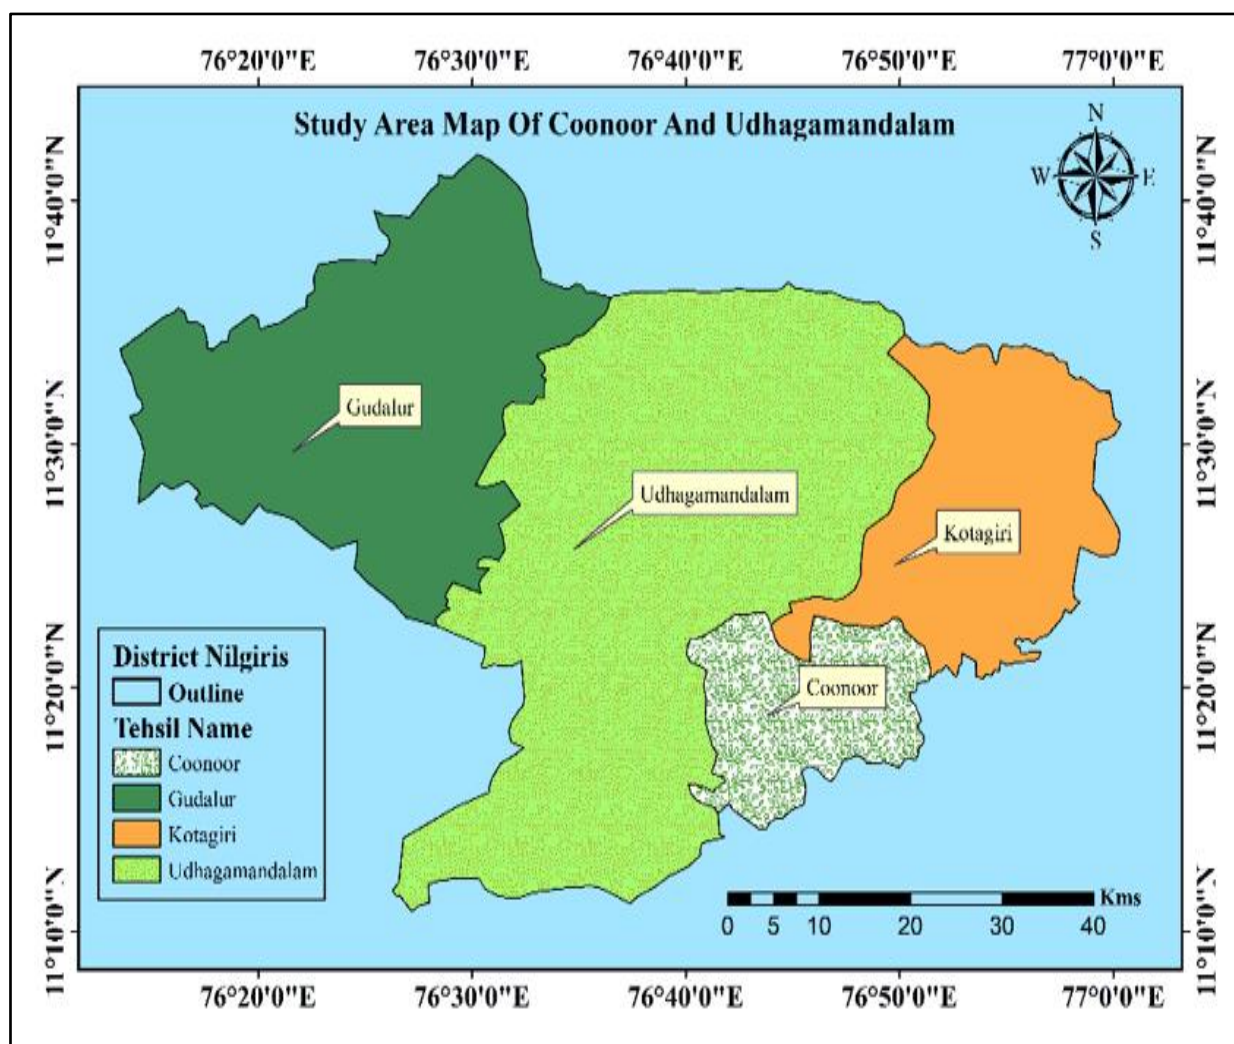 76°20'0"E 76°30'0"E 76°40'0"E 76°50'0"E 77°0'0"E
Study Area Map Of Coonoor And Udhagamandalam
N
W E
S
11°40'0"N 11°40'0"N
Gudalur
11°30'0"N 11°30'0"N
Udhagamandalam
Kotagiri
Coonoor
11°20'0"N 11°20'0"N
District Nilgiris
Outline
Tehsil Name
Coonoor
Gudalur
Kotagiri
Udhagamandalam
Kms
0 5 10 20 30 40
11°10'0"N 11°10'0"N
76°20'0"E 76°30'0"E 76°40'0"E 76°50'0"E 77°0'0"E